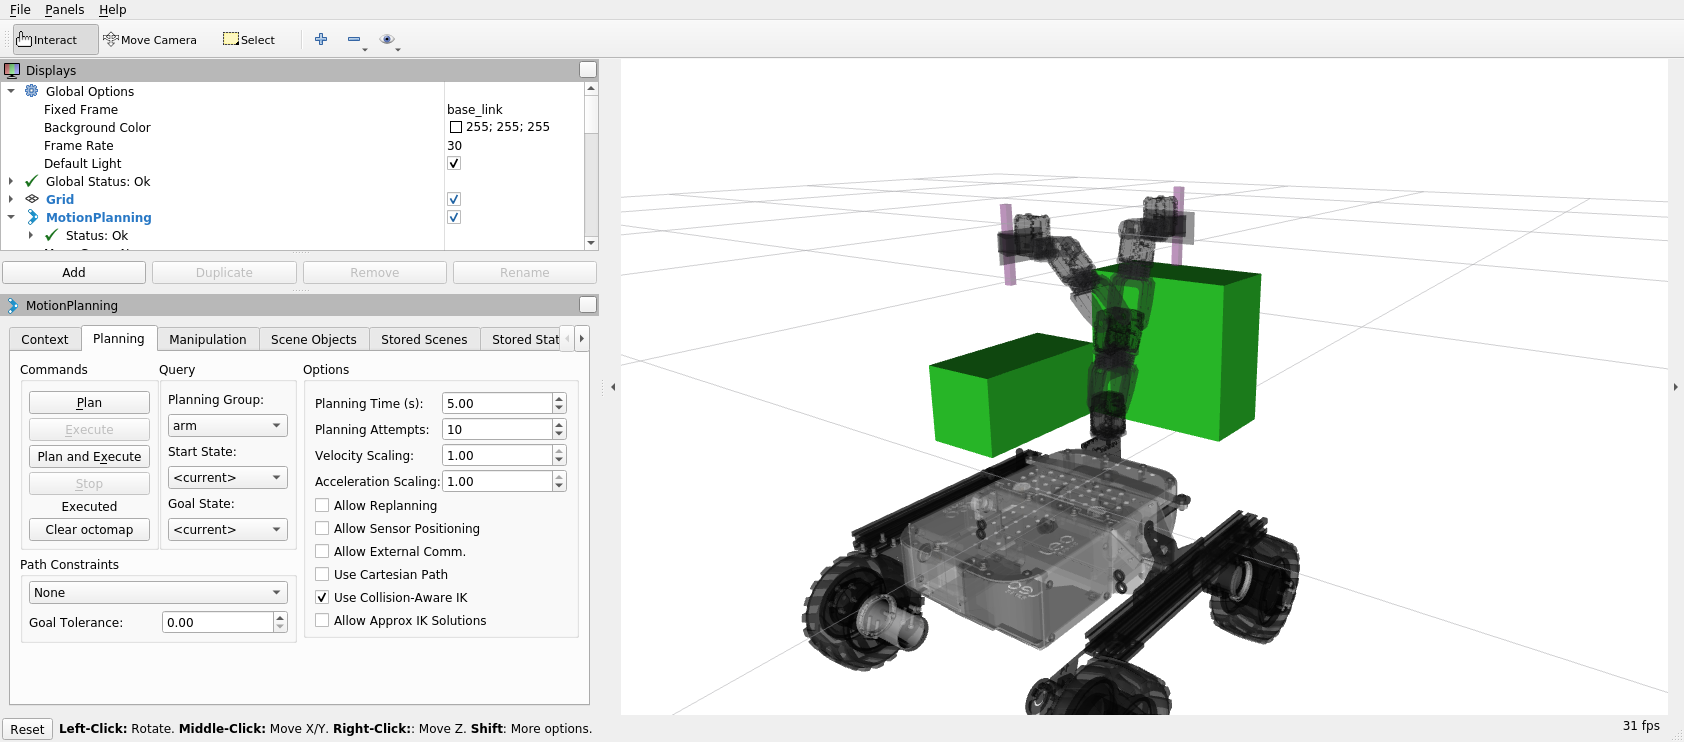 File Panels Help
Interact Move Camera Select
Displays
Global Options
Fixed Frame base_link
Background Color 255; 255; 255
Frame Rate 30
Default Light
Global Status: Ok
Grid
MotionPlanning
Status: Ok
Add Duplicate Remove Rename
MotionPlanning
Context Planning Manipulation Scene Objects Stored Scenes Stored Stat
Commands Query Options
Plan
Execute
Plan and Execute
Stop
Executed
Clear octomap
Planning Group:
arm
Start State:
<current>
Goal State:
<current>
Planning Time (s): 5.00
Planning Attempts: 10
Velocity Scaling: 1.00
Acceleration Scaling: 1.00
Allow Replanning
Allow Sensor Positioning
Allow External Comm.
Use Cartesian Path
Use Collision-Aware IK
Allow Approx IK Solutions
Path Constraints
None
Goal Tolerance: 0.00
Reset Left-Click: Rotate. Middle-Click: Move X/Y. Right-Click:: Move Z. Shift: More options.
31 fps